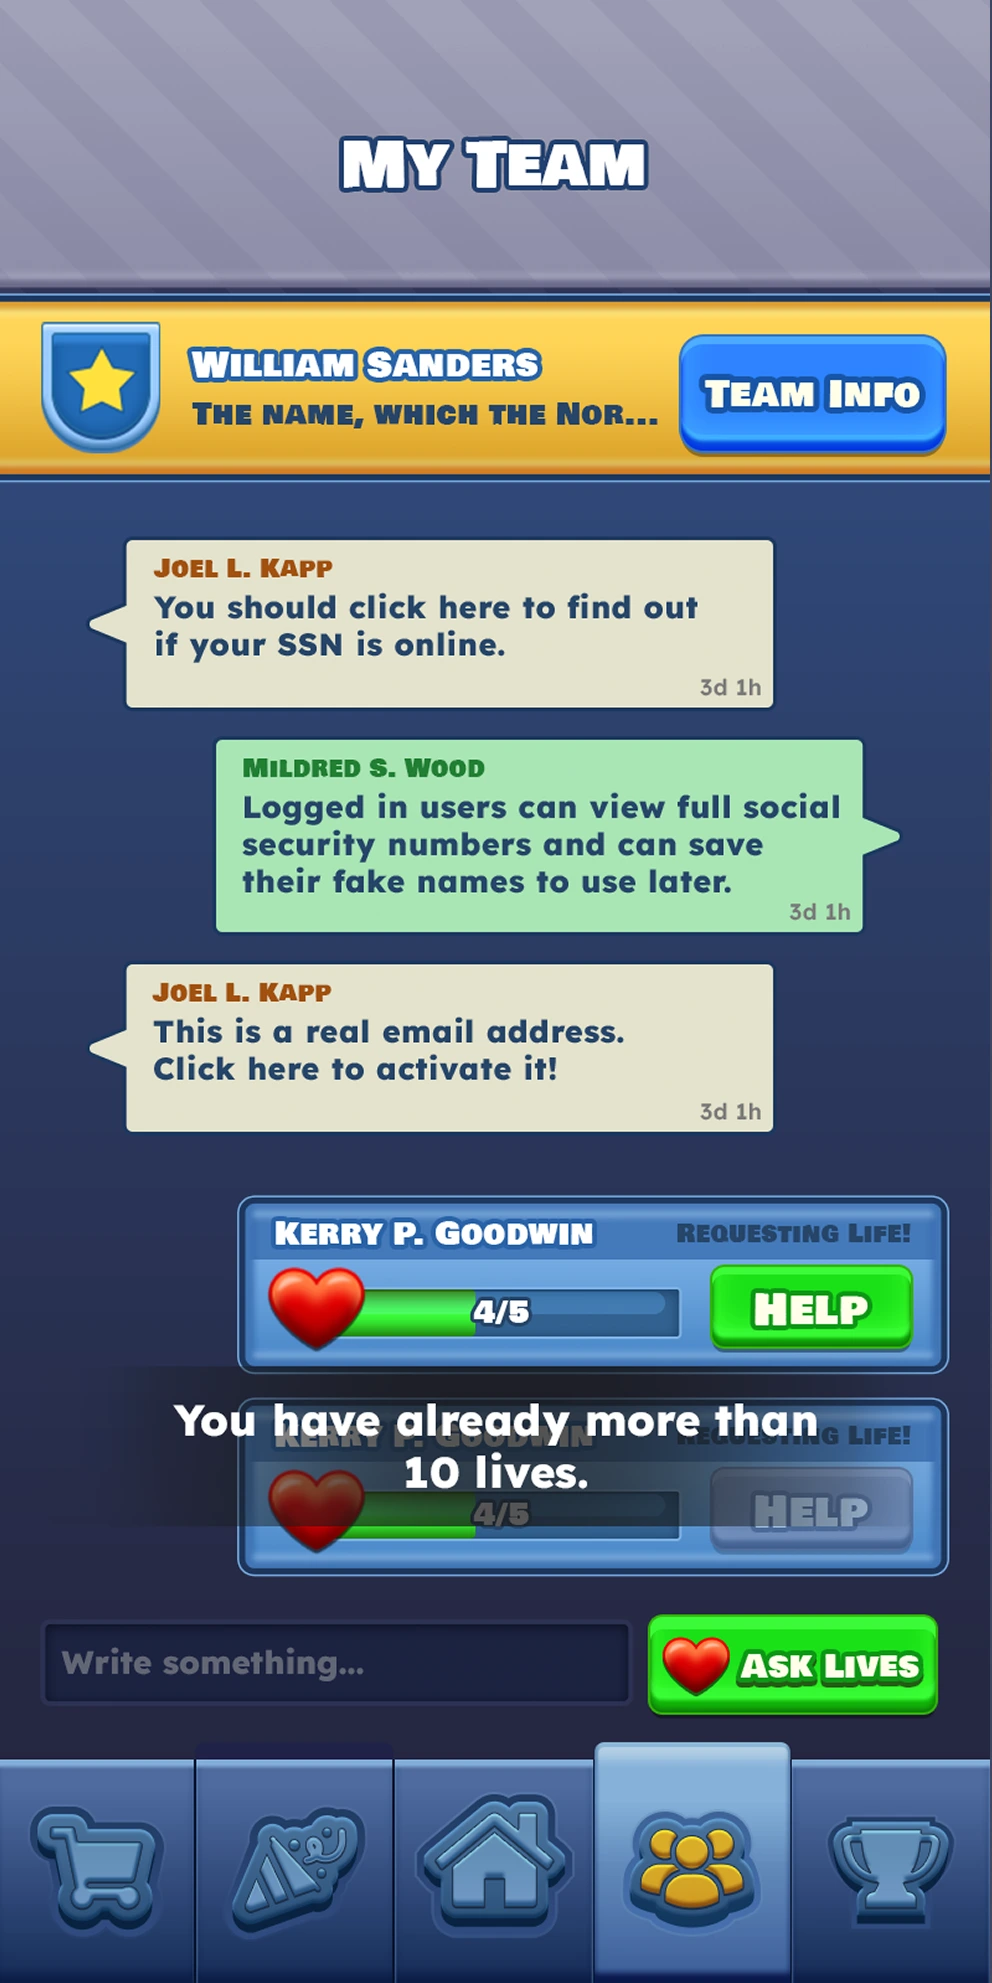 My Team
William Sanders
The name, which the Nor...
Team Info
Joel L. Kapp
You should click here to find out
if your SSN is online.
3d 1h
Mildred S. Wood
Logged in users can view full social
security numbers and can save
their fake names to use later.
3d 1h
Joel L. Kapp
This is a real email address.
Click here to activate it!
3d 1h
Kerry P. Goodwin
Requesting Life!
4/5
Help
You have already more than
10 lives.
Kerry P. Goodwin
Requesting Life!
4/5
Help
Write something...
Ask Lives